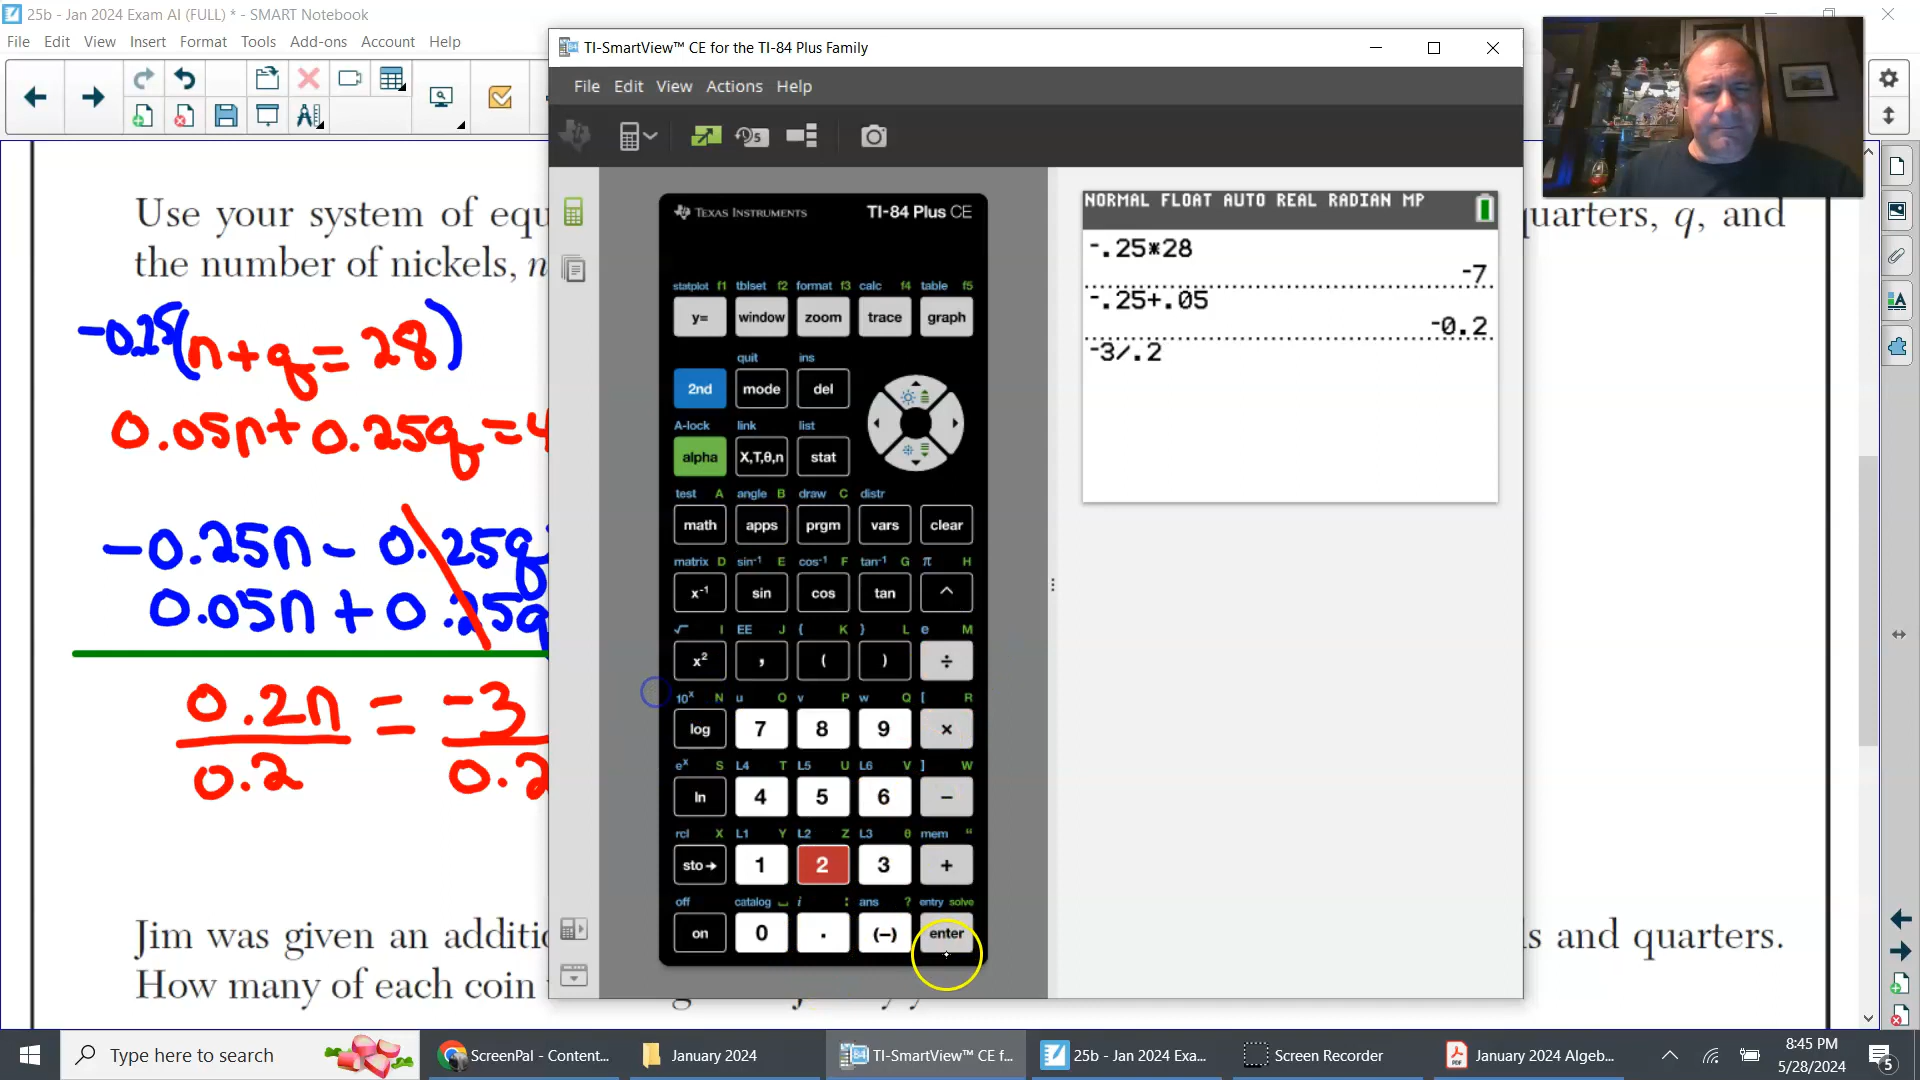 25b - Jan 2024 Exam AI (FULL) * - SMART Notebook
File Edit View Insert Format Tools Add-ons Account Help
TI-SmartView™ CE for the TI-84 Plus Family
File Edit View Actions Help
Use your system of equ
quarters, q, and
the number of nickels, n
-0.25(n+q=28)
0.05n+0.25q=4
-0.25n-0.25q
0.05n+0.25q
0.2n = -3
0.2 0.2
Jim was given an additio
ls and quarters.
How many of each coin
TEXAS INSTRUMENTS TI-84 Plus CE
statplot f1 tblset f2 format f3 calc f4 table f5
y= window zoom trace graph
quit ins
2nd mode del
A-lock link list
alpha X,T,θ,n stat
test A angle B draw C distr
math apps prgm vars clear
matrix D sin⁻¹ E cos⁻¹ F tan⁻¹ G π H
x⁻¹ sin cos tan ^
√ I EE J { K } L e M
x² , ( ) ÷
10ˣ N u O v P w Q [ R
log 7 8 9 ×
eˣ S L4 T L5 U L6 V ] W
ln 4 5 6 −
rcl X L1 Y L2 Z L3 θ mem "
sto→ 1 2 3 +
off catalog ⎵ i : ans ? entry solve
on 0 . (−) enter
NORMAL FLOAT AUTO REAL RADIAN MP
-.25*28
-7
-.25+.05
-0.2
-3/.2
Type here to search
ScreenPal - Content...
January 2024
TI-SmartView™ CE f...
25b - Jan 2024 Exa...
Screen Recorder
January 2024 Algeb...
8:45 PM
5/28/2024
5